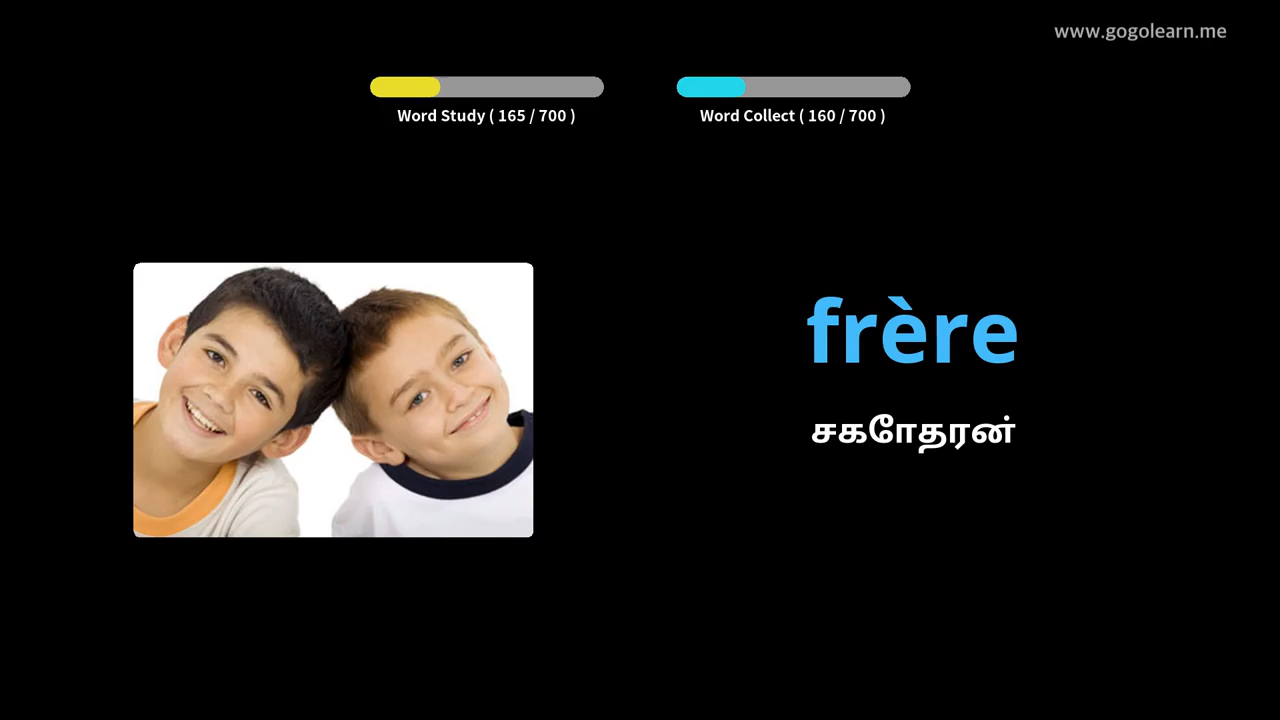 www.gogolearn.me
Word Study ( 165 / 700 )
Word Collect ( 160 / 700 )
frère
சகோதரன்